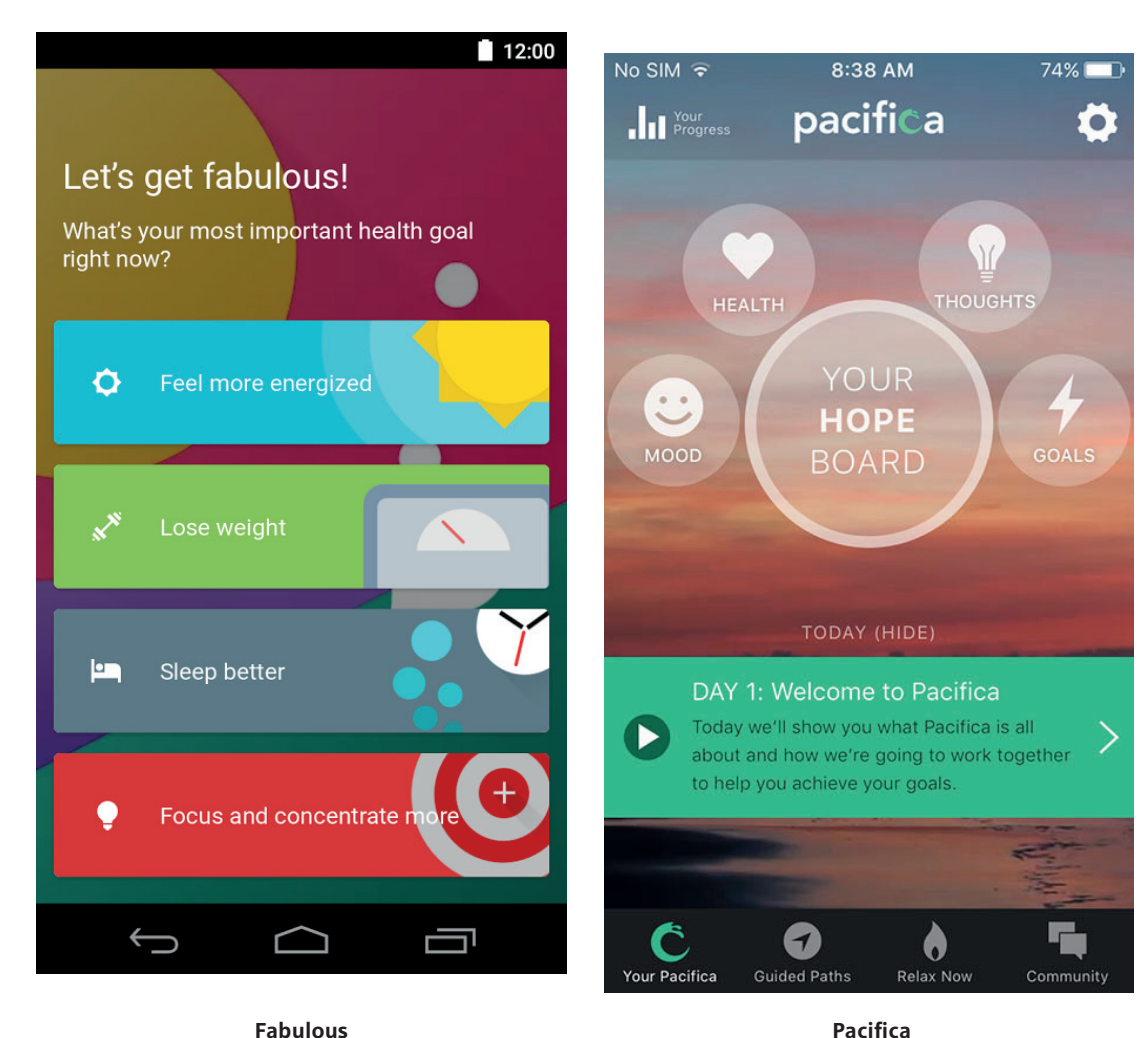 12:00
Let’s get fabulous!
What’s your most important health goal
right now?
Feel more energized
Lose weight
Sleep better
Focus and concentrate more
Fabulous
No SIM 8:38 AM 74%
Your
Progress
pacifica
HEALTH
THOUGHTS
MOOD
YOUR
HOPE
BOARD
GOALS
TODAY (HIDE)
DAY 1: Welcome to Pacifica
Today we’ll show you what Pacifica is all
about and how we’re going to work together
to help you achieve your goals.
Your Pacifica Guided Paths Relax Now Community
Pacifica